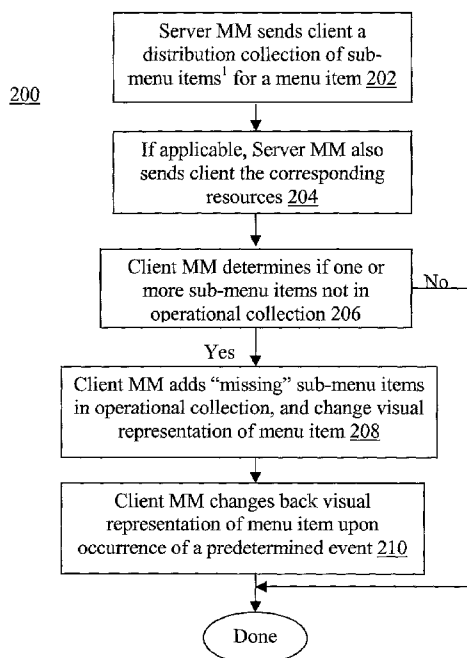 Server MM sends client a
distribution collection of sub-
menu items¹ for a menu item 202
200
If applicable, Server MM also
sends client the corresponding
resources 204
Client MM determines if one or
more sub-menu items not in
operational collection 206
No
Yes
Client MM adds “missing” sub-menu items
in operational collection, and change visual
representation of menu item 208
Client MM changes back visual
representation of menu item upon
occurrence of a predetermined event 210
Done